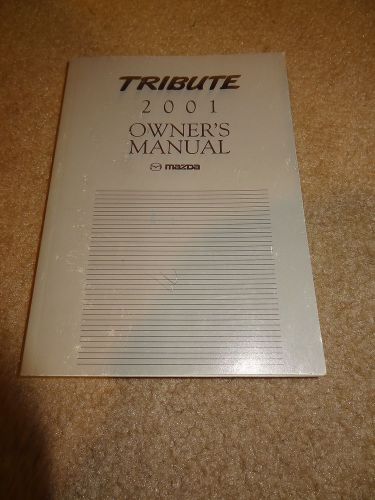 TRIBUTE
2001
OWNER'S
MANUAL
mazda